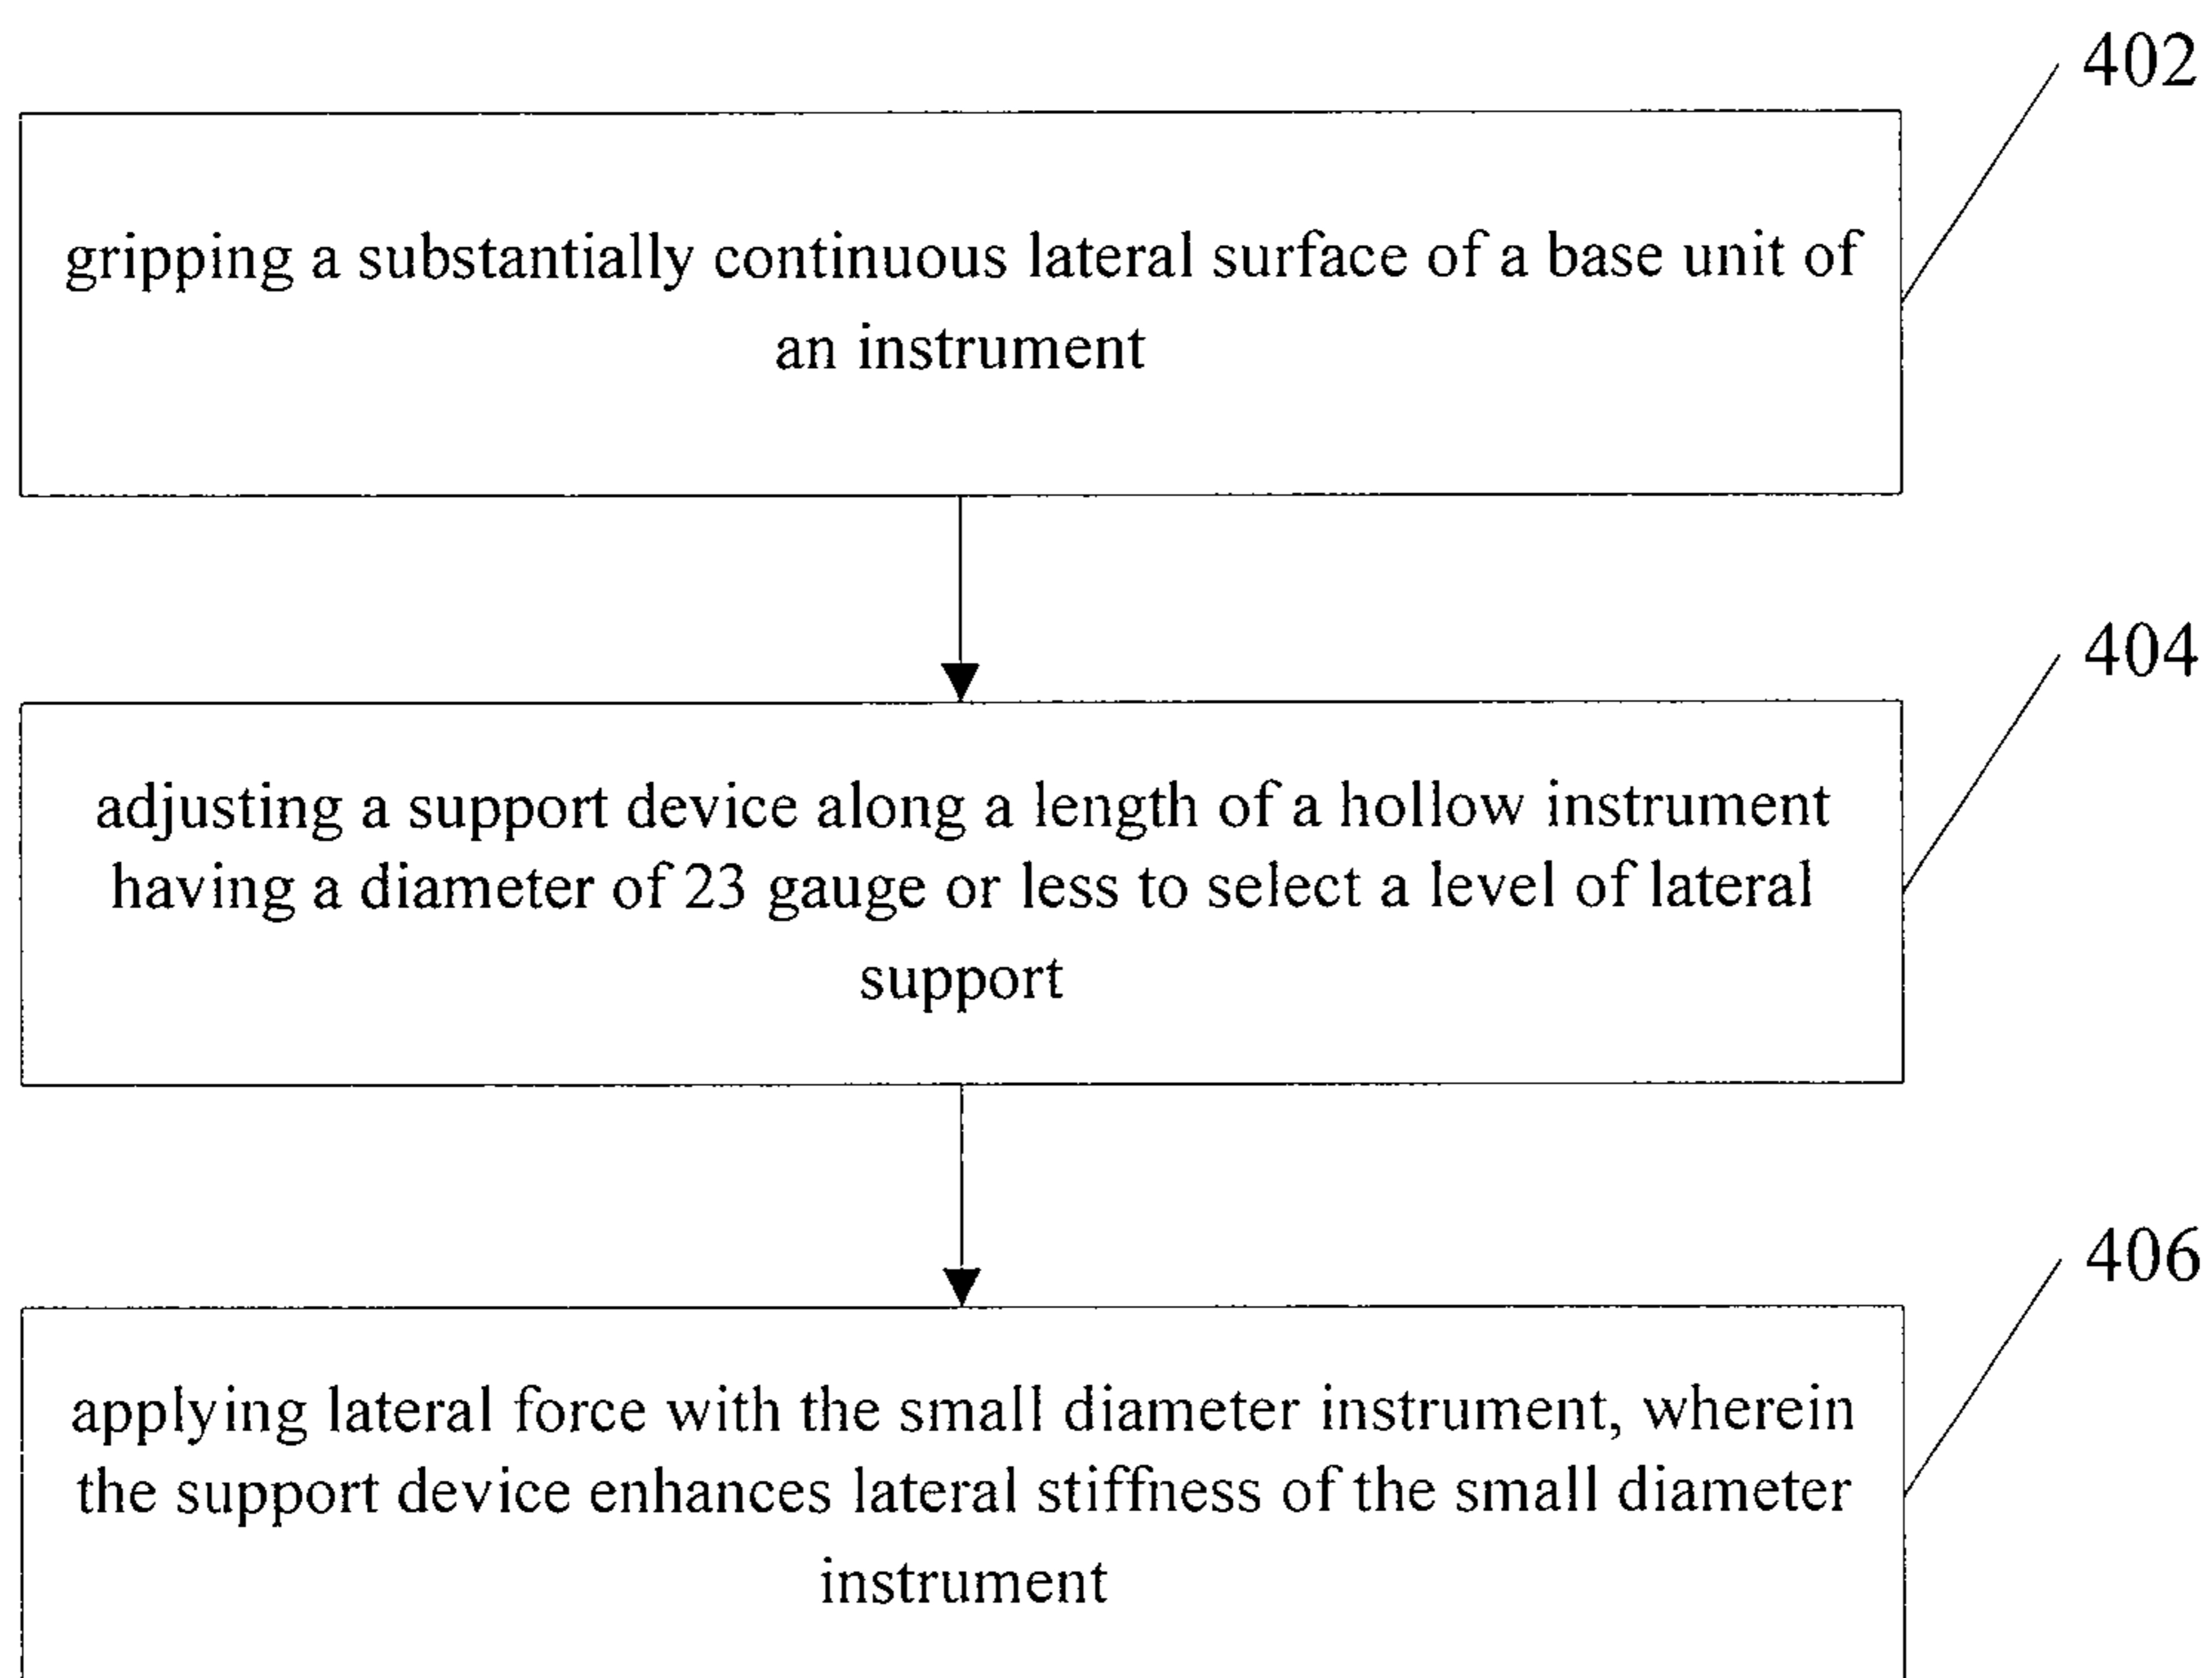 402
gripping a substantially continuous lateral surface of a base unit of
an instrument
404
adjusting a support device along a length of a hollow instrument
having a diameter of 23 gauge or less to select a level of lateral
support
406
applying lateral force with the small diameter instrument, wherein
the support device enhances lateral stiffness of the small diameter
instrument